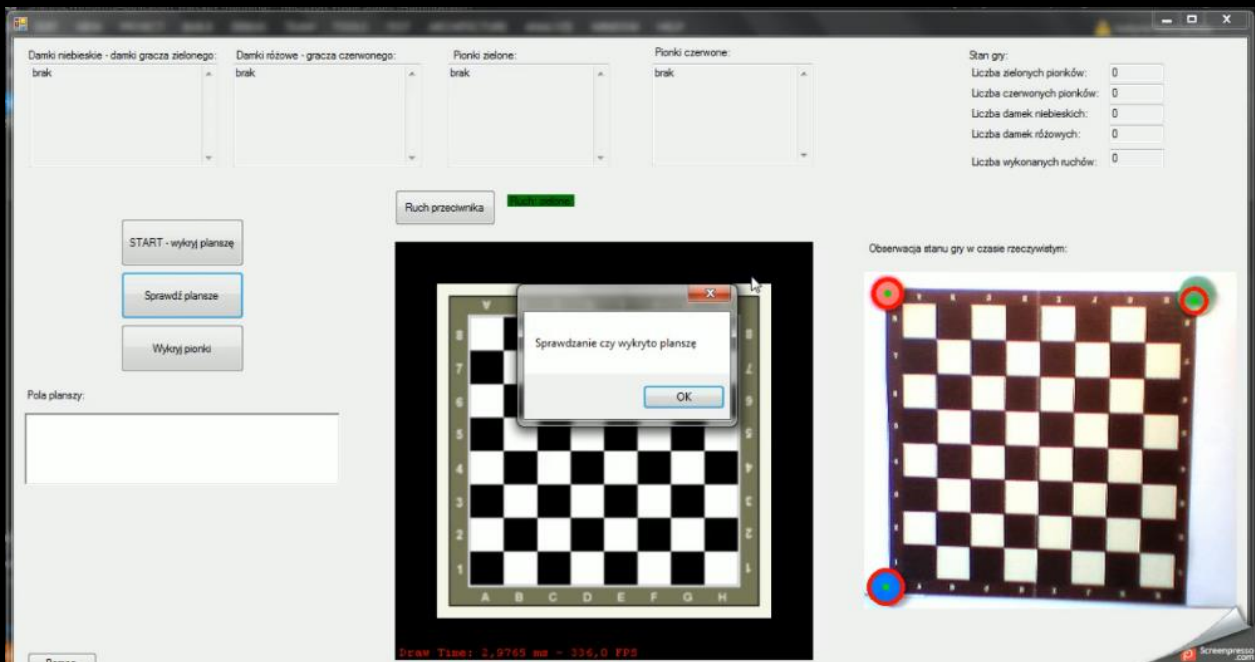 Damki niebieskie - damki gracza zielonego:
brak
Damki różowe - gracza czerwonego:
brak
Pionki zielone:
brak
Pionki czerwone:
brak
Stan gry:
Liczba zielonych pionków: 0
Liczba czerwonych pionków: 0
Liczba damek niebieskich: 0
Liczba damek różowych: 0
Liczba wykonanych ruchów: 0
Ruch przeciwnika
Ruch: zielone
START - wykryj planszę
Sprawdź plansze
Wykryj pionki
Pola planszy:
Obserwacja stanu gry w czasie rzeczywistym:
Sprawdzanie czy wykryto planszę
OK
8
7
6
5
4
3
2
1
A B C D E F G H
Draw Time: 2,9765 ms - 336,0 FPS
Screenpresso
.com